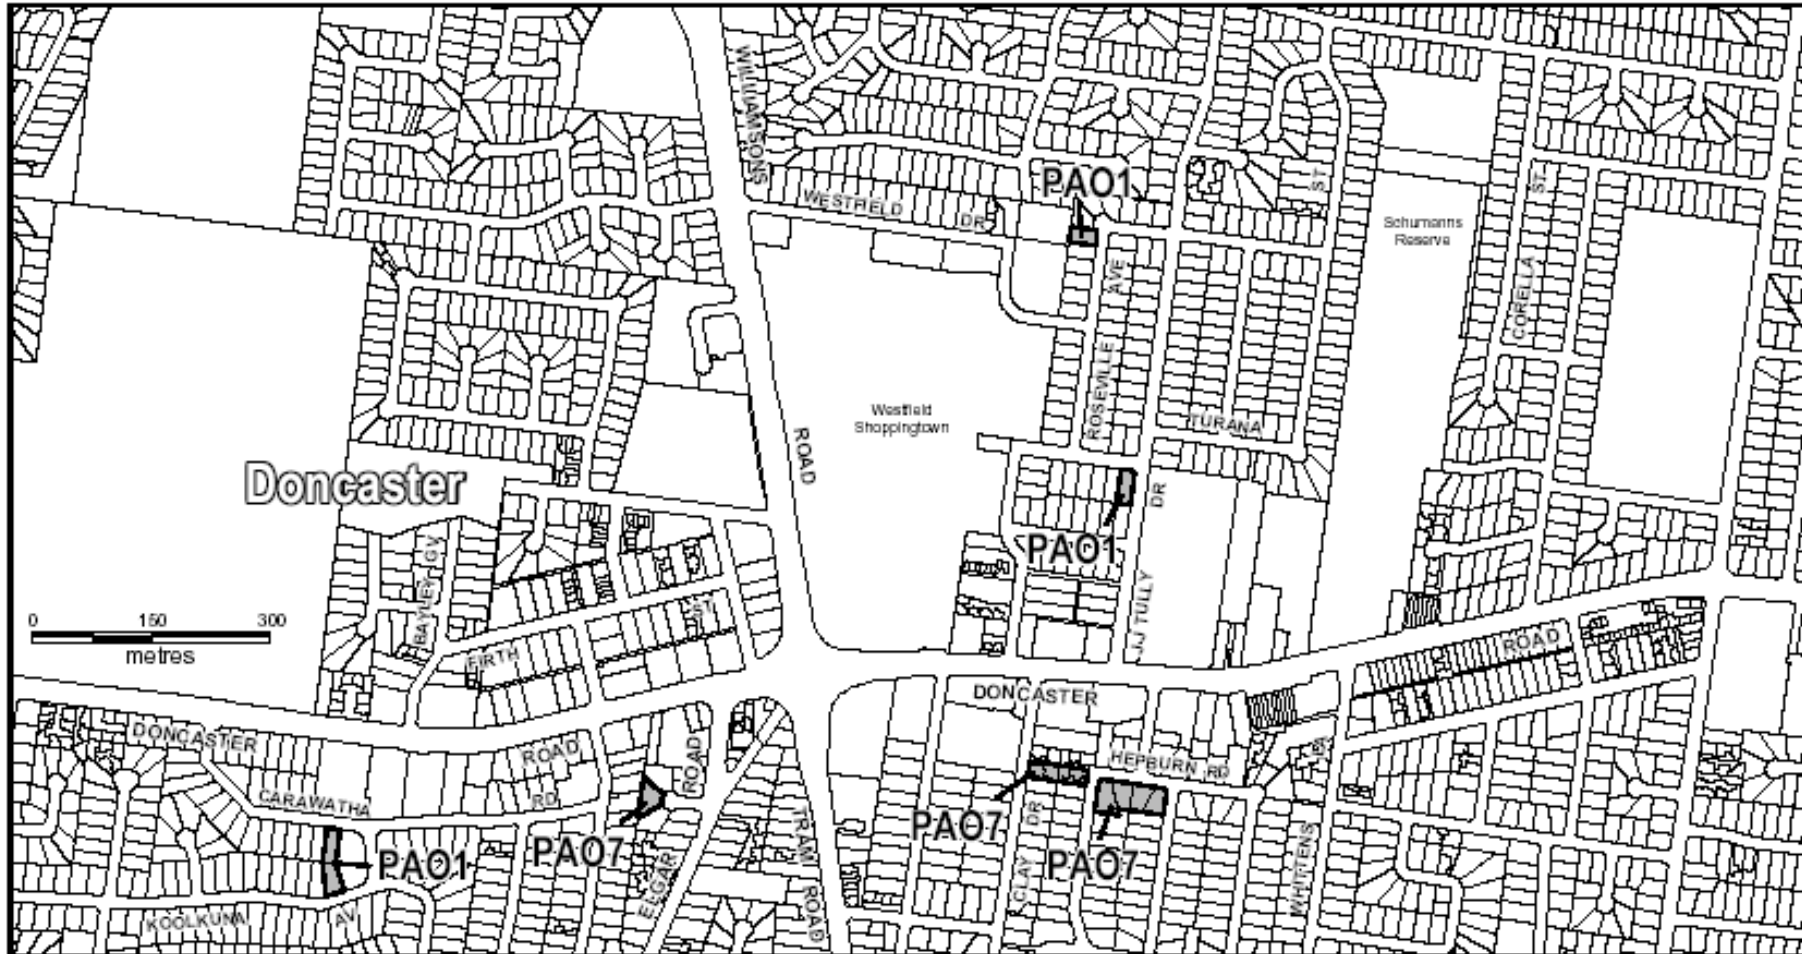 WILLIAMSONS
PAO1
WESTFIELD DR
ST
ST
Schumanns
Reserve
AVE
CORELLA
ROSEVILLE
Westfield
Shoppingtown
TURANA
ROAD
Doncaster
DR
PAO1
BAYLEY GV
J.J TULLY
ST
0 150 300
metres
FIRTH
ROAD
DONCASTER
DONCASTER
ROAD
ROAD
HEPBURN RD
CARAWATHA
RD
TRAM
PAO7
PAO7
DR
PAO1
PAO7
ELGAR
CLAY
WHITTENS
KOOLKUNA
AV
ROAD